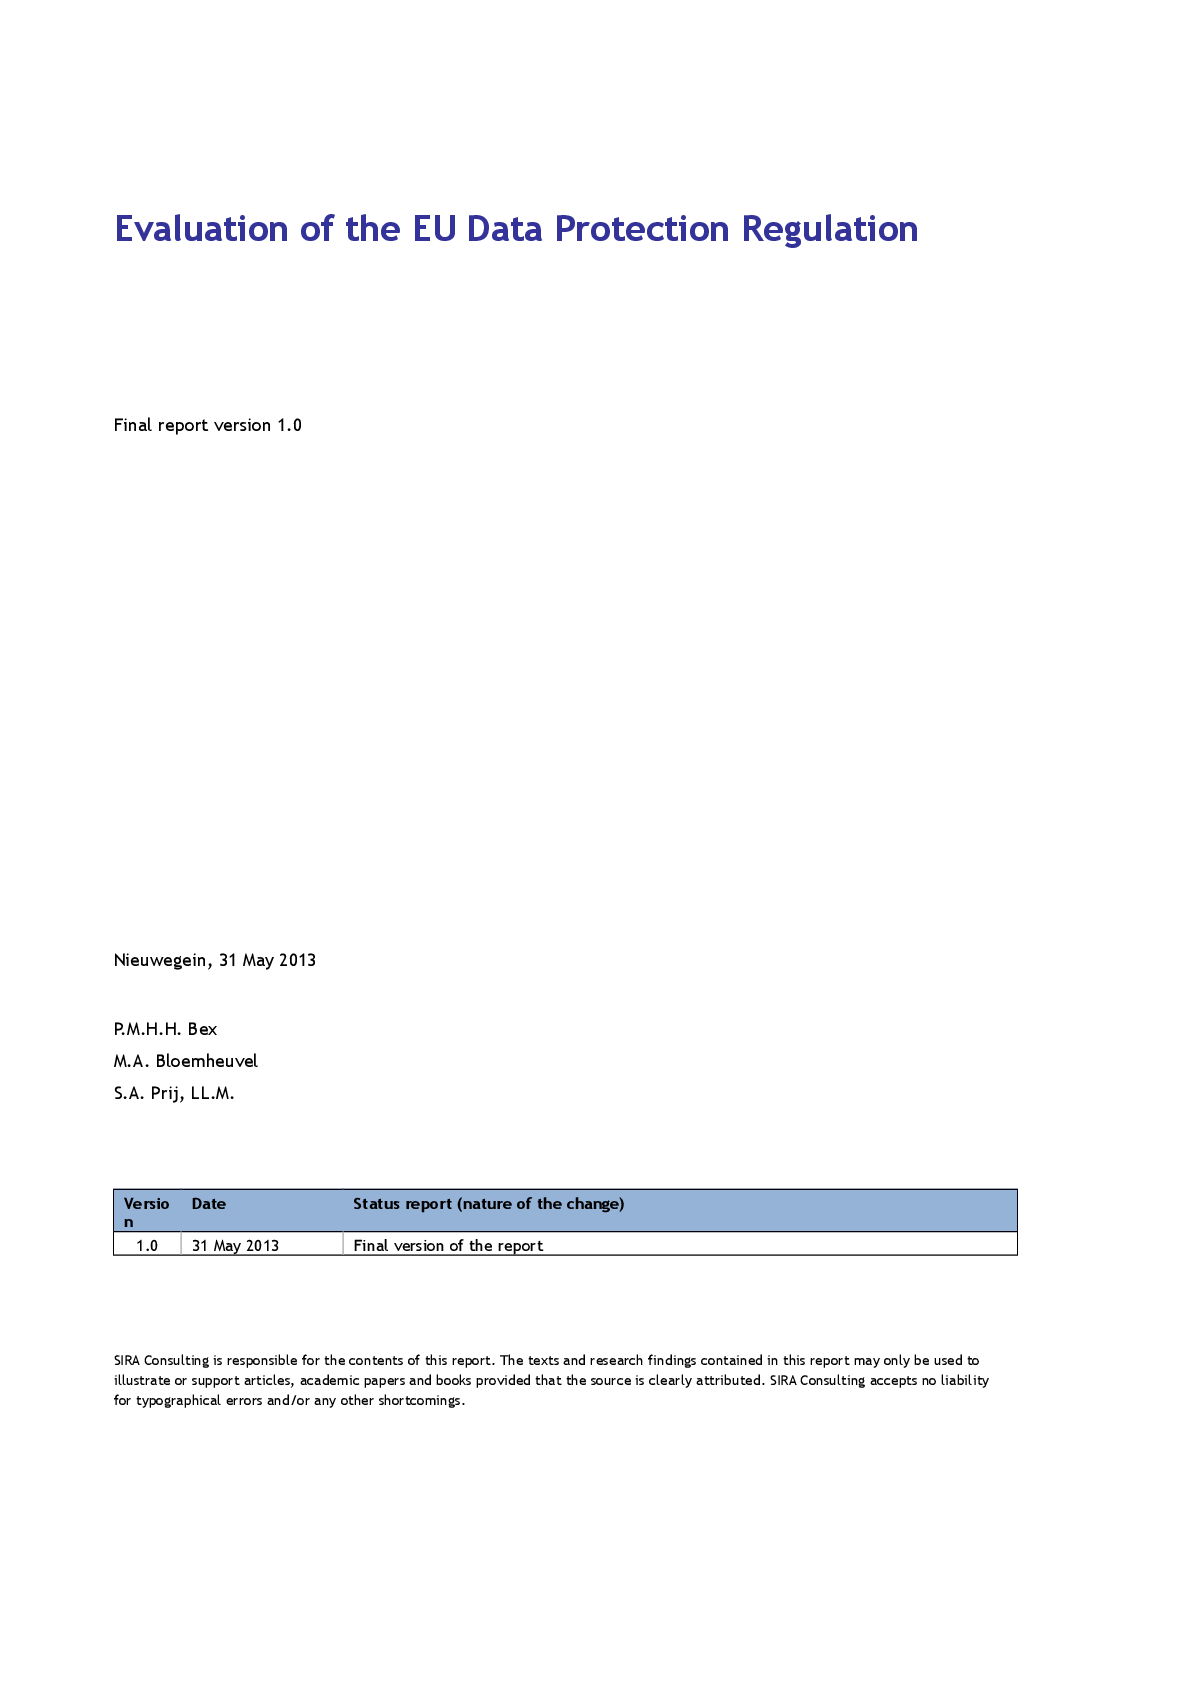 Evaluation of the EU Data Protection Regulation
Final report version 1.0
Nieuwegein, 31 May 2013
P.M.H.H. Bex
M.A. Bloemheuvel
S.A. Prij, LL.M.
Versio Date Status report (nature of the change)
n
1.0 31 May 2013 Final version of the report
SIRA Consulting is responsible for the contents of this report. The texts and research findings contained in this report may only be used to
illustrate or support articles, academic papers and books provided that the source is clearly attributed. SIRA Consulting accepts no liability
for typographical errors and/or any other shortcomings.